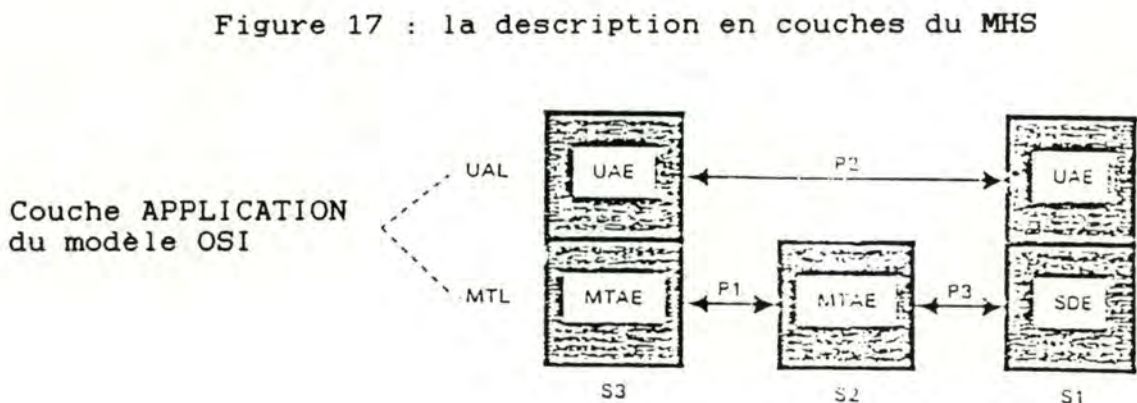 Figure 17 : la description en couches du MHS
UAL
UAE
P2
UAE
Couche APPLICATION
du modèle OSI
MTL
MTAE
P1
MTAE
P3
SDE
S3
S2
S1